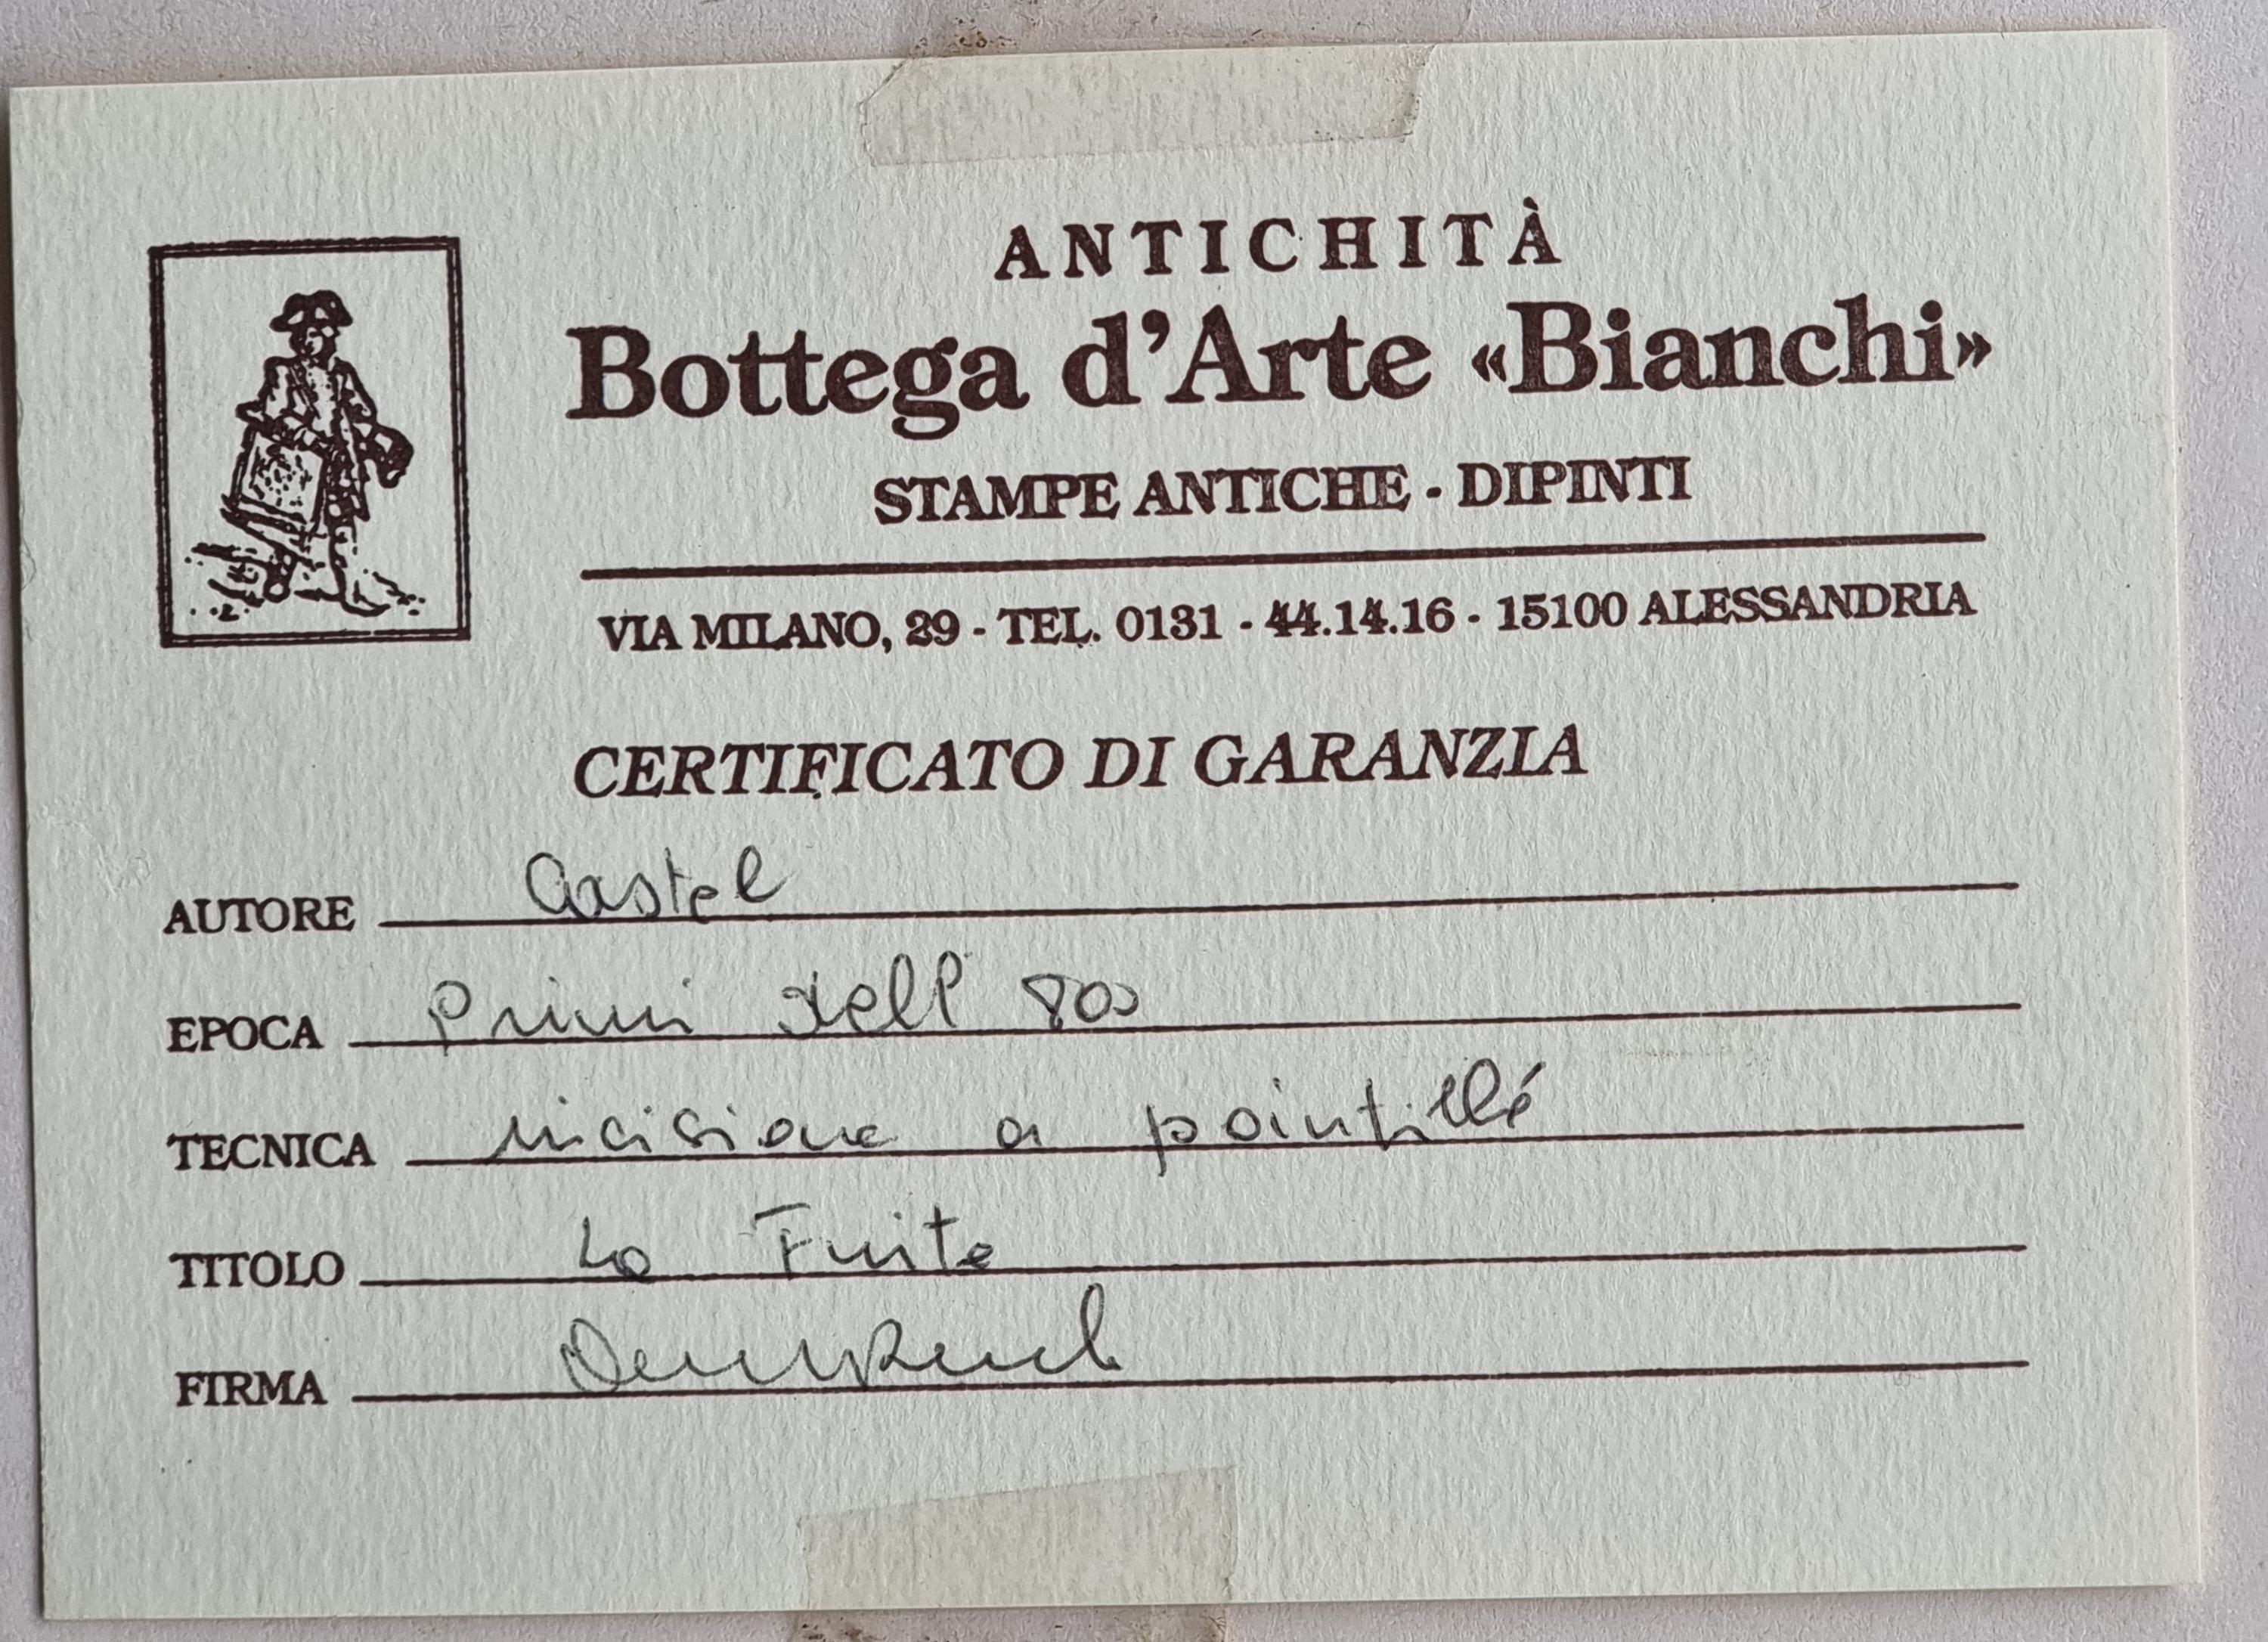 ANTICHITÀ
Bottega d'Arte «Bianchi»
STAMPE ANTICHE - DIPINTI
VIA MILANO, 29 - TEL. 0131 - 44.14.16 - 15100 ALESSANDRIA
CERTIFICATO DI GARANZIA
AUTORE Castel
EPOCA Primi dell' 800
TECNICA incisione a pointillé
TITOLO La Fuite
FIRMA